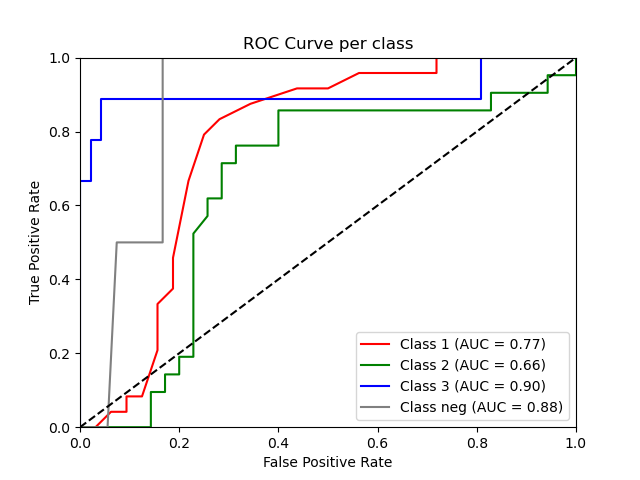 ROC Curve per class
True Positive Rate
1.0
0.8
0.6
0.4
0.2
0.0
0.0 0.2 0.4 0.6 0.8 1.0
False Positive Rate
Class 1 (AUC = 0.77)
Class 2 (AUC = 0.66)
Class 3 (AUC = 0.90)
Class neg (AUC = 0.88)